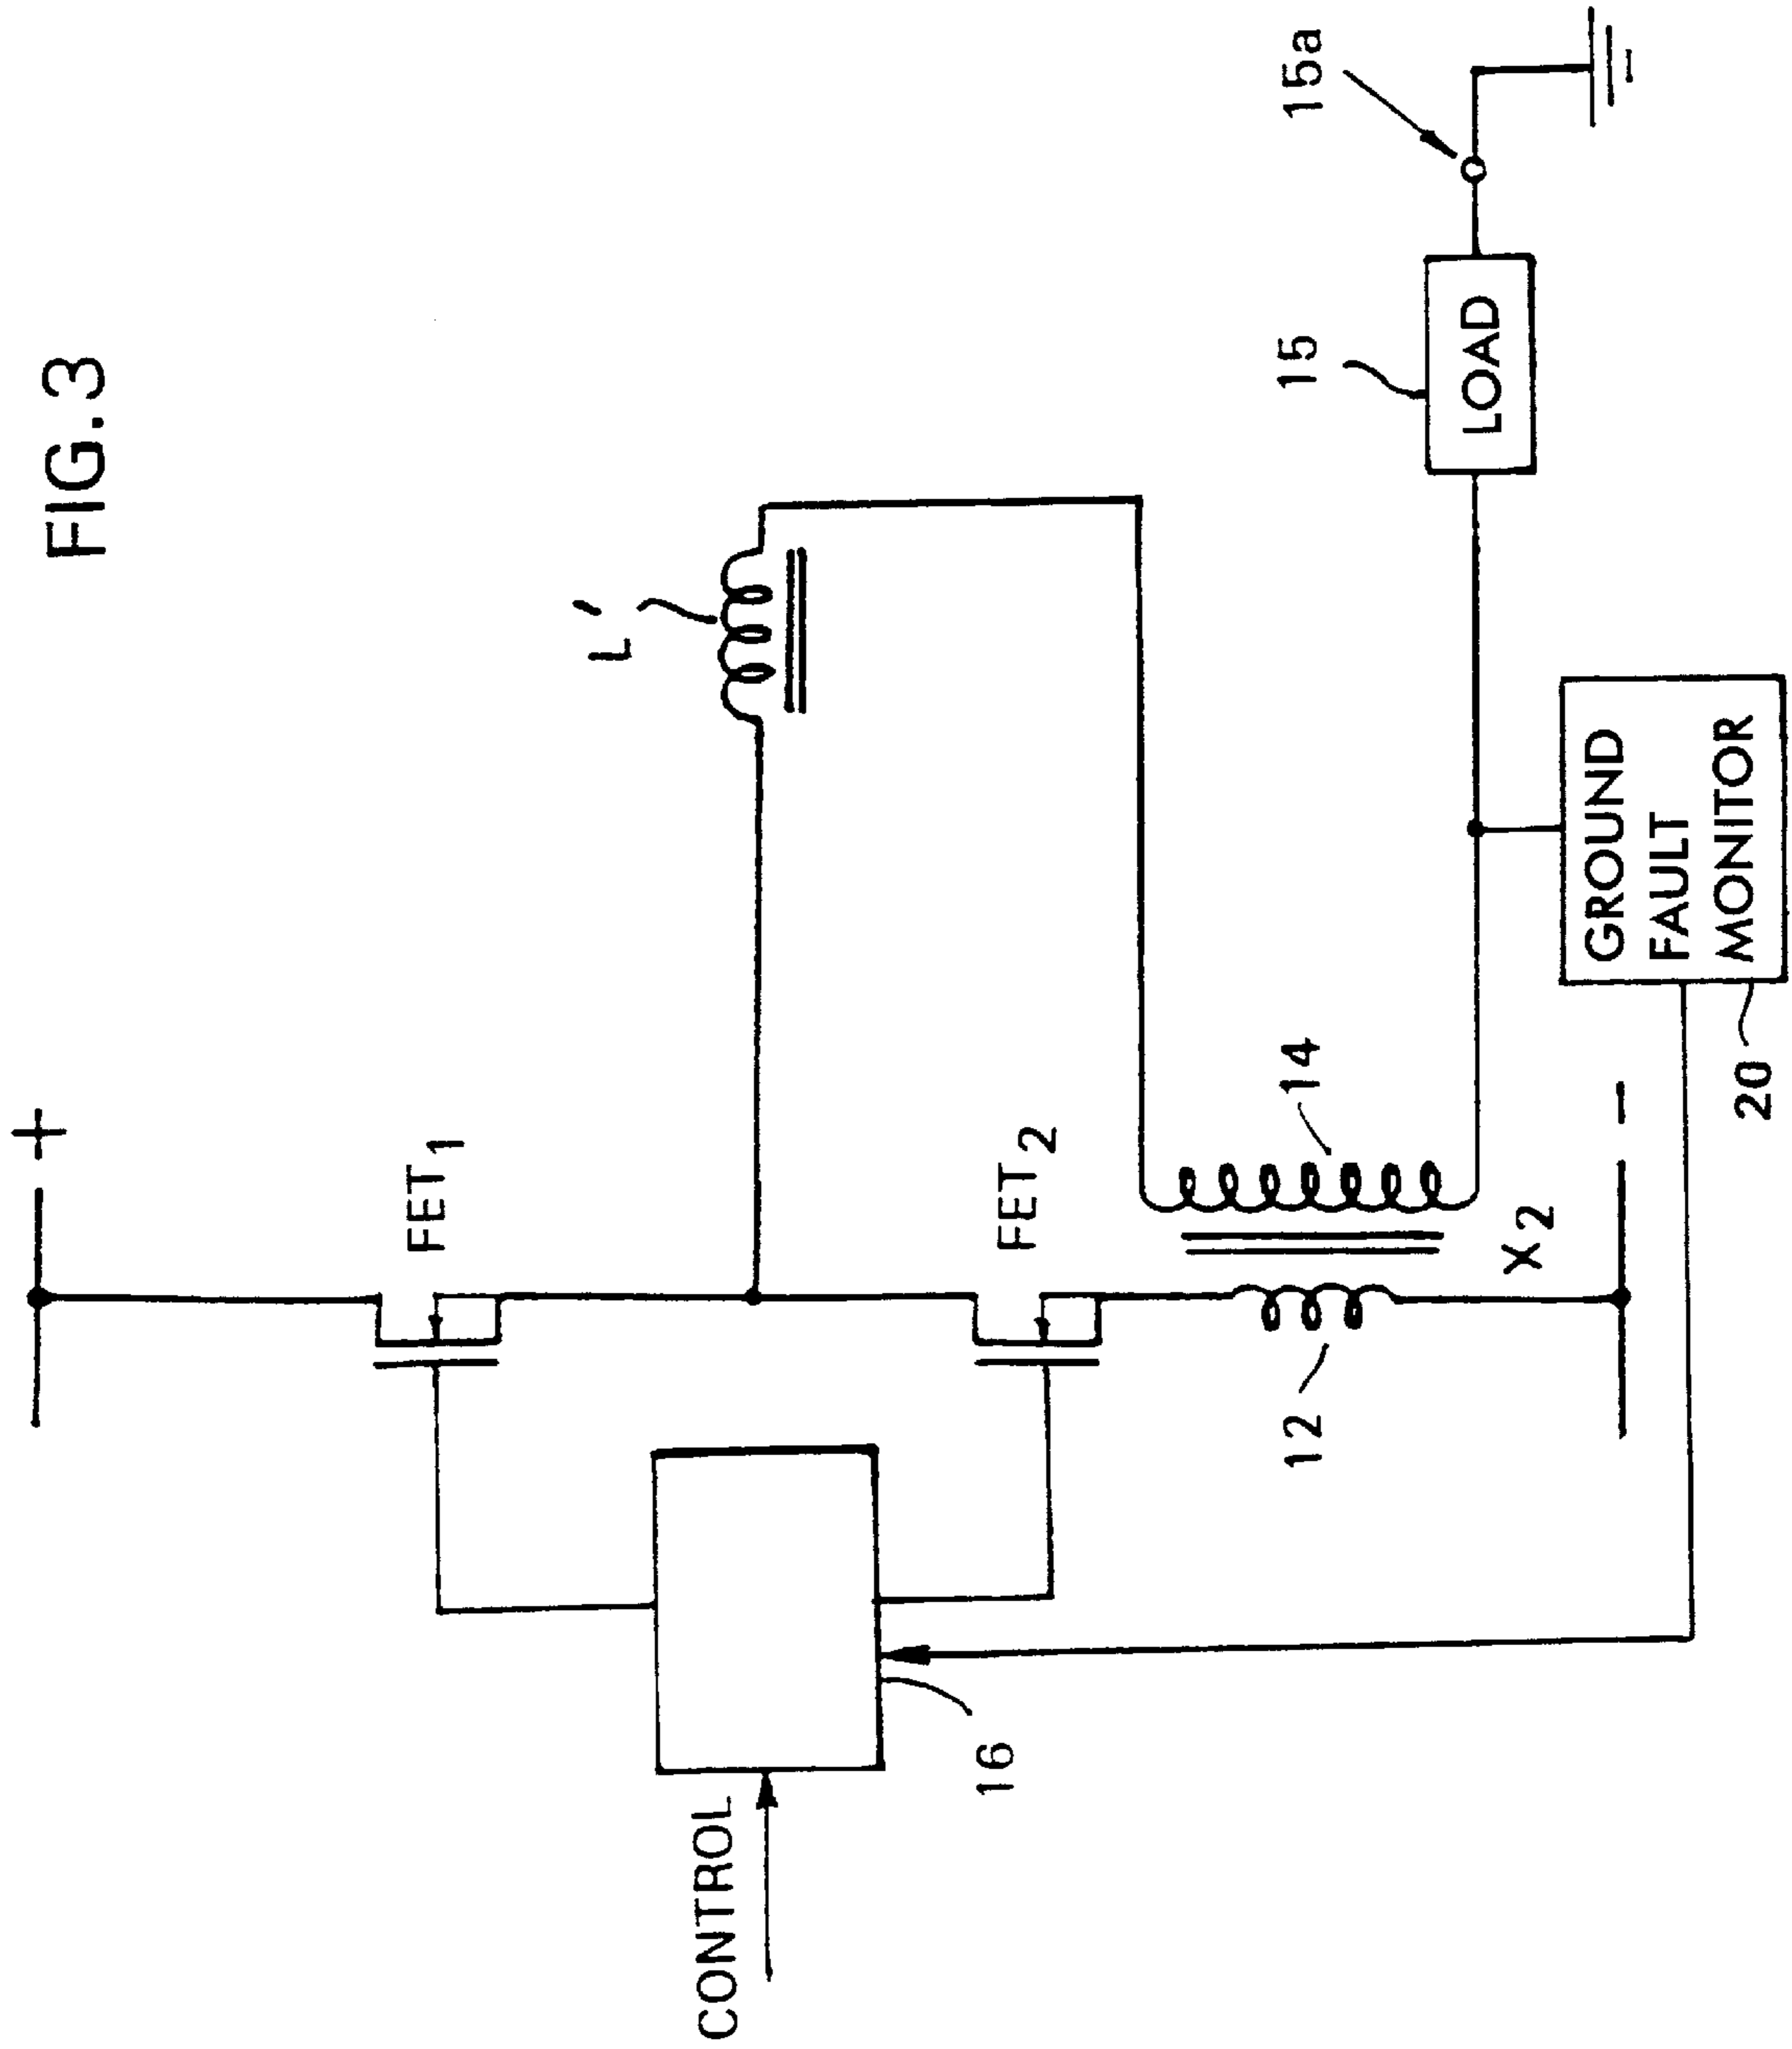 FIG.3
+
FET1
FET2
L'
CONTROL
16
12
14
X2
-
15
LOAD
15a
GROUND
FAULT
MONITOR
20